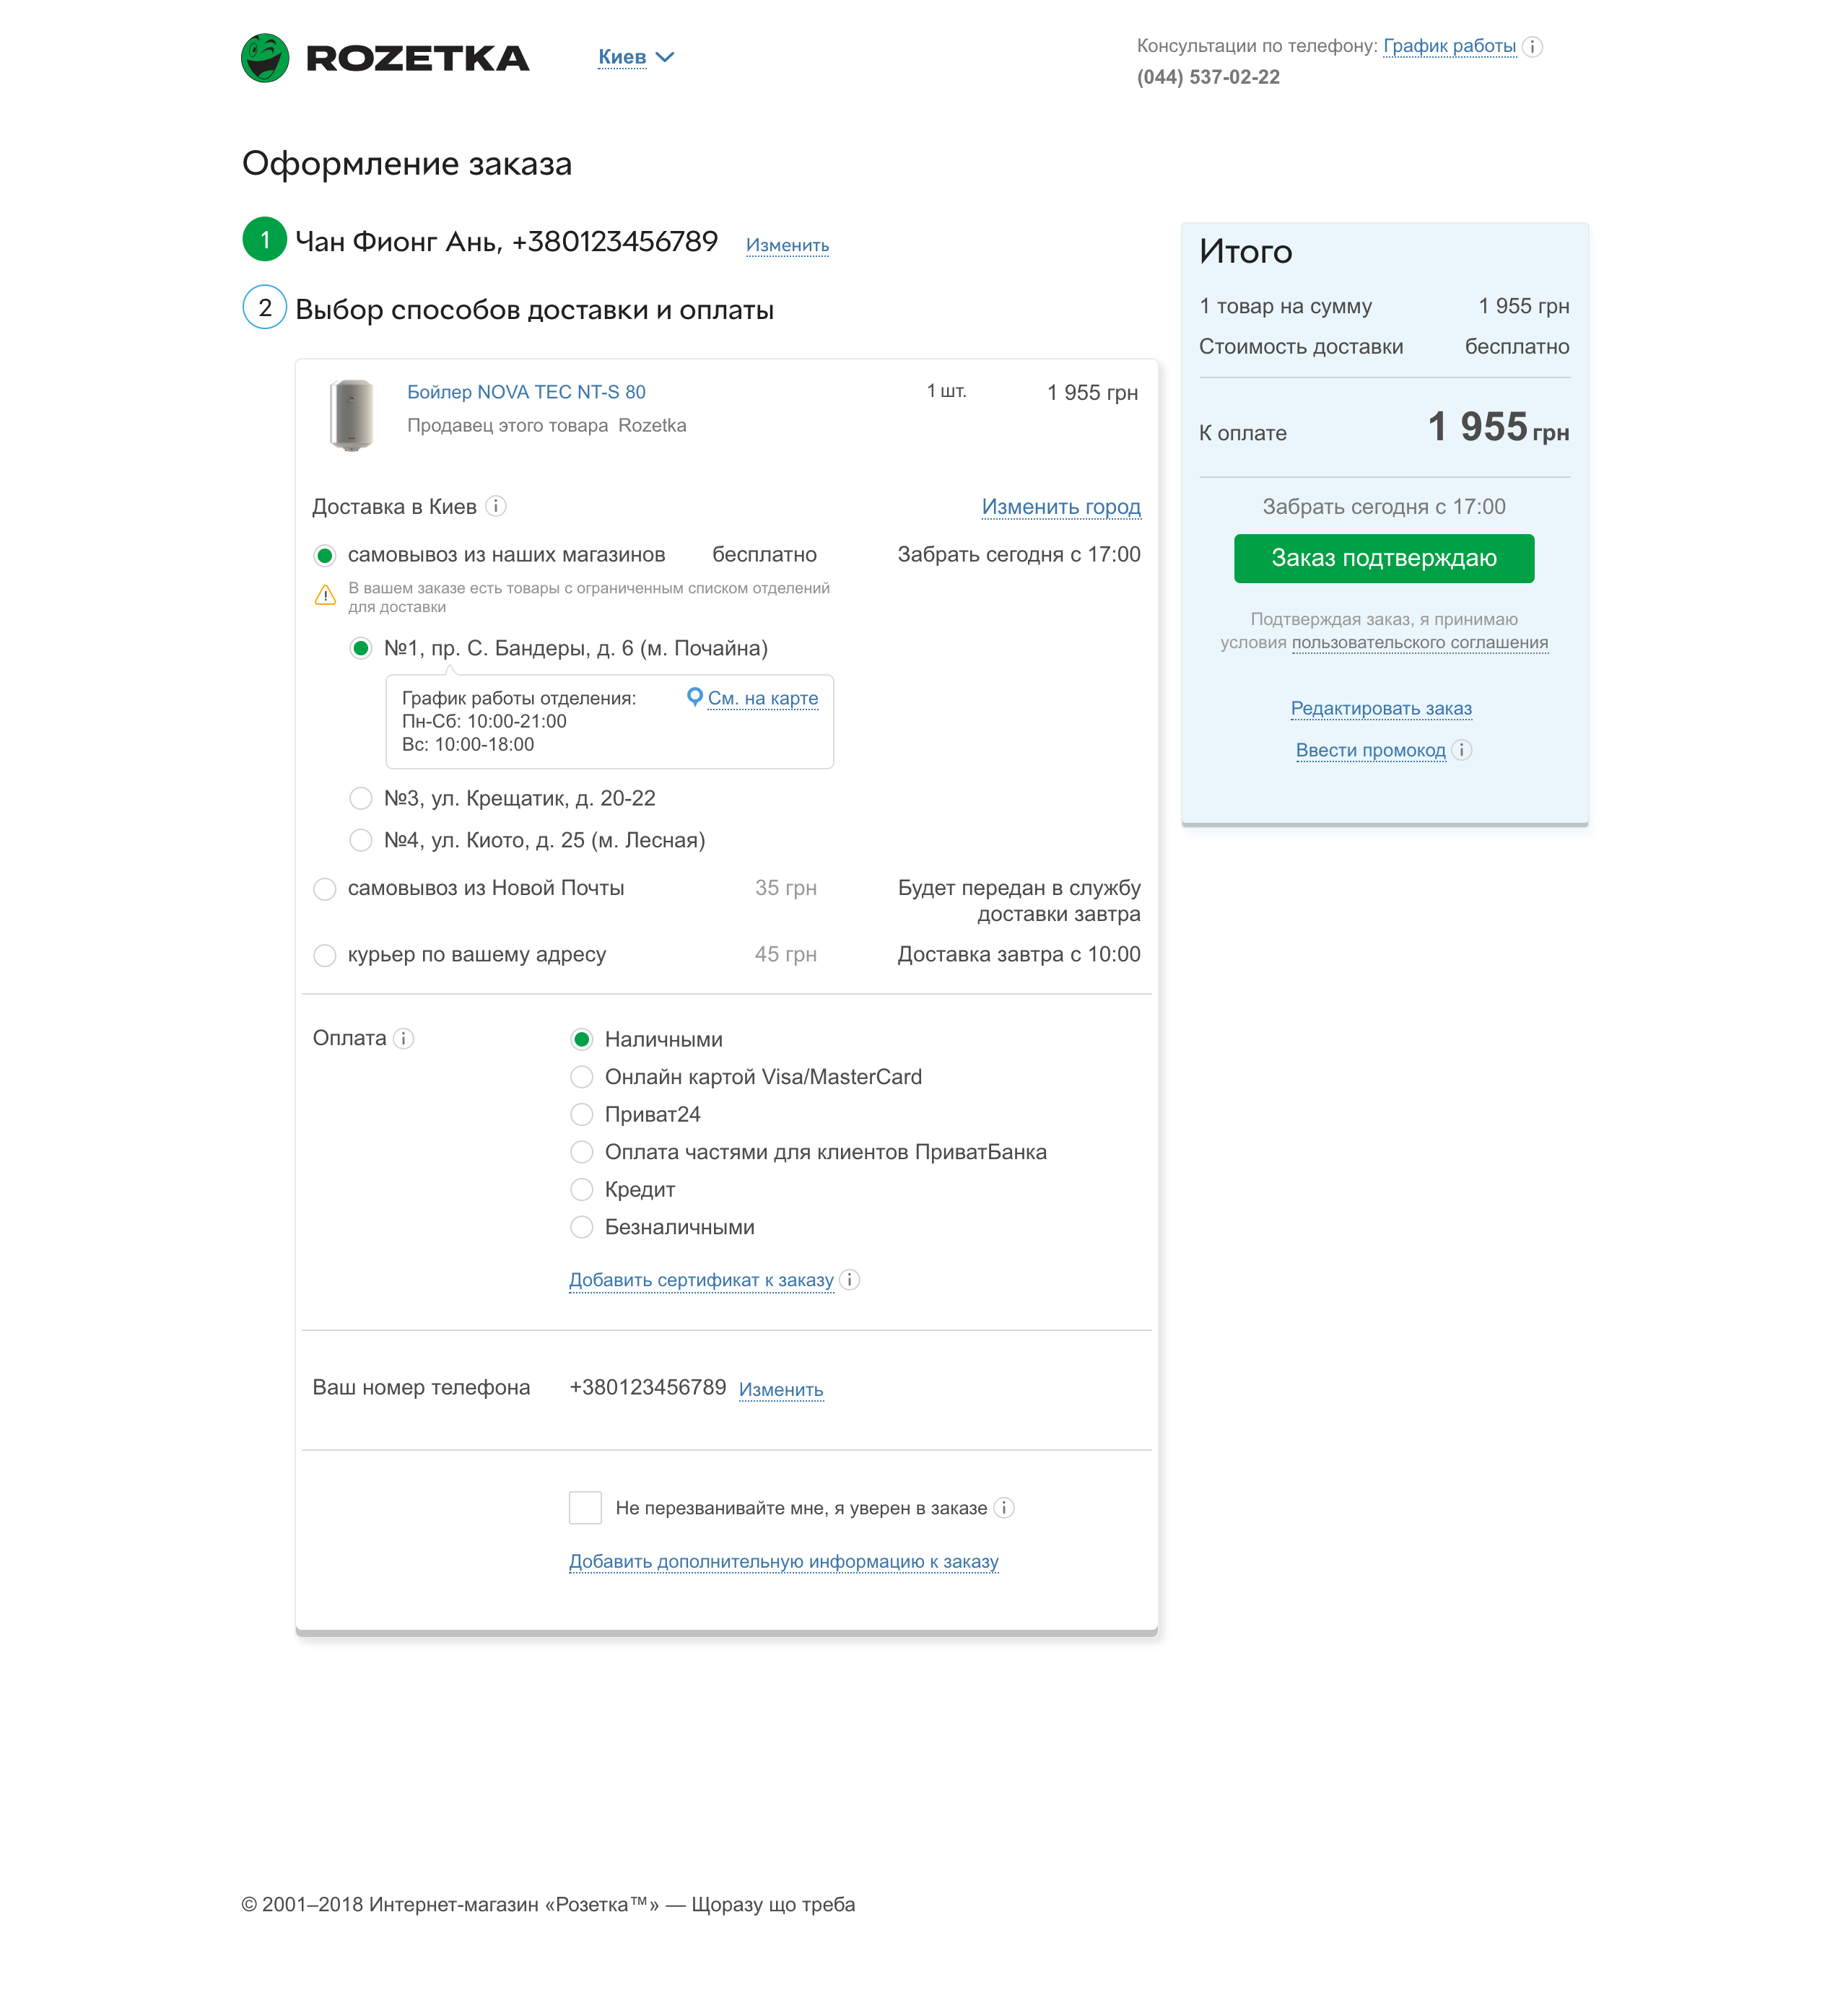 ROZETKA
Киев
Консультации по телефону: График работы
(044) 537-02-22
Оформление заказа
1 Чан Фионг Ань, +380123456789 Изменить
2 Выбор способов доставки и оплаты
Бойлер NOVA TEC NT-S 80 1 шт. 1 955 грн
Продавец этого товара Rozetka
Доставка в Киев Изменить город
самовывоз из наших магазинов бесплатно Забрать сегодня с 17:00
В вашем заказе есть товары с ограниченным списком отделений
для доставки
№1, пр. С. Бандеры, д. 6 (м. Почайна)
График работы отделения: См. на карте
Пн-Сб: 10:00-21:00
Вс: 10:00-18:00
№3, ул. Крещатик, д. 20-22
№4, ул. Киото, д. 25 (м. Лесная)
самовывоз из Новой Почты 35 грн Будет передан в службу
доставки завтра
курьер по вашему адресу 45 грн Доставка завтра с 10:00
Оплата
Наличными
Онлайн картой Visa/MasterCard
Приват24
Оплата частями для клиентов ПриватБанка
Кредит
Безналичными
Добавить сертификат к заказу
Ваш номер телефона +380123456789 Изменить
Не перезванивайте мне, я уверен в заказе
Добавить дополнительную информацию к заказу
Итого
1 товар на сумму 1 955 грн
Стоимость доставки бесплатно
К оплате 1 955 грн
Забрать сегодня с 17:00
Заказ подтверждаю
Подтверждая заказ, я принимаю
условия пользовательского соглашения
Редактировать заказ
Ввести промокод
© 2001–2018 Интернет-магазин «Розетка™» — Щоразу що треба